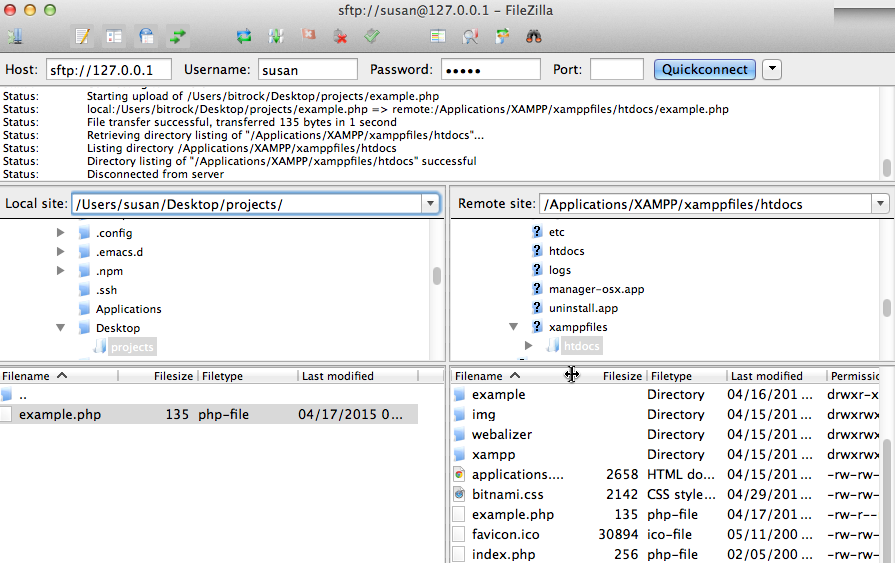 sftp://susan@127.0.0.1 - FileZilla
Host: sftp://127.0.0.1 Username: susan Password: ••••• Port: Quickconnect
Status: Starting upload of /Users/bitrock/Desktop/projects/example.php
Status: local:/Users/bitrock/Desktop/projects/example.php => remote:/Applications/XAMPP/xamppfiles/htdocs/example.php
Status: File transfer successful, transferred 135 bytes in 1 second
Status: Retrieving directory listing of "/Applications/XAMPP/xamppfiles/htdocs"...
Status: Listing directory /Applications/XAMPP/xamppfiles/htdocs
Status: Directory listing of "/Applications/XAMPP/xamppfiles/htdocs" successful
Status: Disconnected from server
Local site: /Users/susan/Desktop/projects/
.config
.emacs.d
.npm
.ssh
Applications
Desktop
projects
Remote site: /Applications/XAMPP/xamppfiles/htdocs
etc
htdocs
logs
manager-osx.app
uninstall.app
xamppfiles
htdocs
Filename Filesize Filetype Last modified
..
example.php 135 php-file 04/17/2015 0...
Filename Filesize Filetype Last modified Permissio
example Directory 04/16/201... drwxr-x
img Directory 04/15/201... drwxrwx
webalizer Directory 04/15/201... drwxrwx
xampp Directory 04/15/201... drwxrwx
applications.... 2658 HTML do... 04/15/201... -rw-rw-
bitnami.css 2142 CSS style... 04/29/201... -rw-rw-
example.php 135 php-file 04/17/201... -rw-r--
favicon.ico 30894 ico-file 05/11/200... -rw-rw-
index.php 256 php-file 02/05/200... -rw-rw-